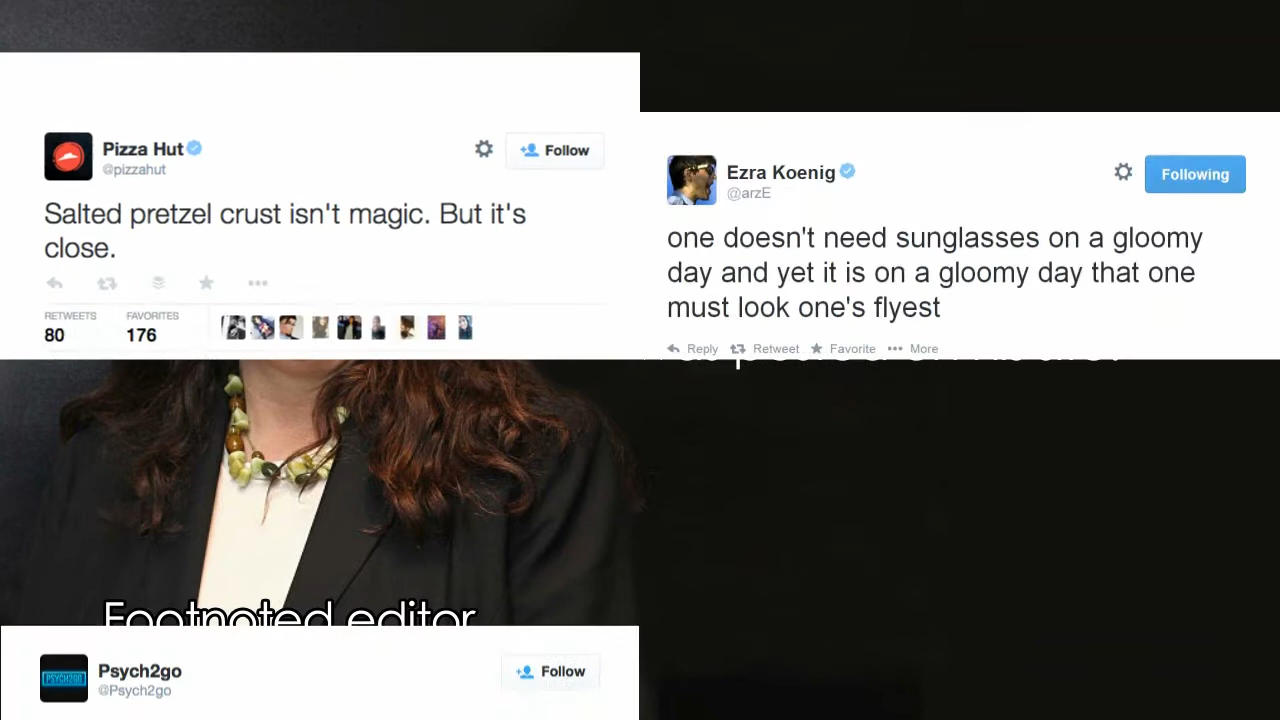 Pizza Hut
@pizzahut
Follow
Salted pretzel crust isn't magic. But it's
close.
RETWEETS
FAVORITES
80
176
Ezra Koenig
@arzE
Following
one doesn't need sunglasses on a gloomy
day and yet it is on a gloomy day that one
must look one's flyest
Reply
Retweet
Favorite
More
Footnoted editor
Psych2go
@Psych2go
Follow
PSYCH2GO